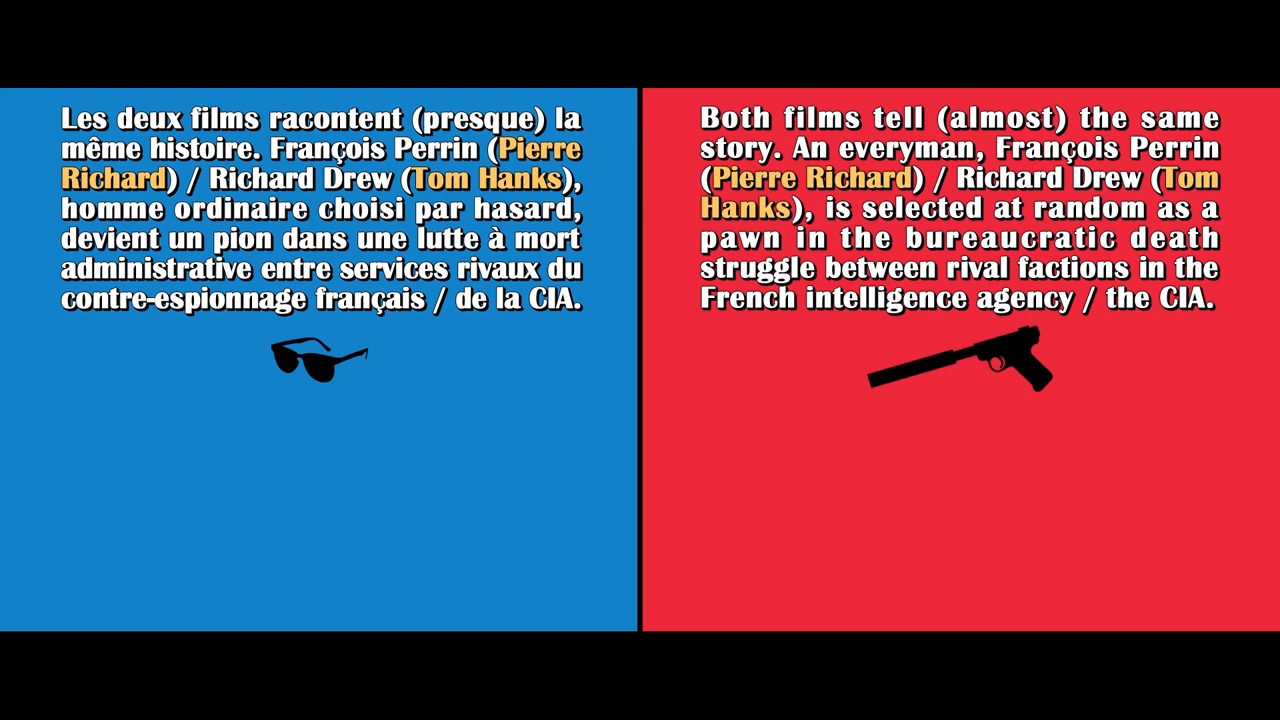 Les deux films racontent (presque) la
même histoire. François Perrin (Pierre
Richard) / Richard Drew (Tom Hanks),
homme ordinaire choisi par hasard,
devient un pion dans une lutte à mort
administrative entre services rivaux du
contre-espionnage français / de la CIA.
Both films tell (almost) the same
story. An everyman, François Perrin
(Pierre Richard) / Richard Drew (Tom
Hanks), is selected at random as a
pawn in the bureaucratic death
struggle between rival factions in the
French intelligence agency / the CIA.